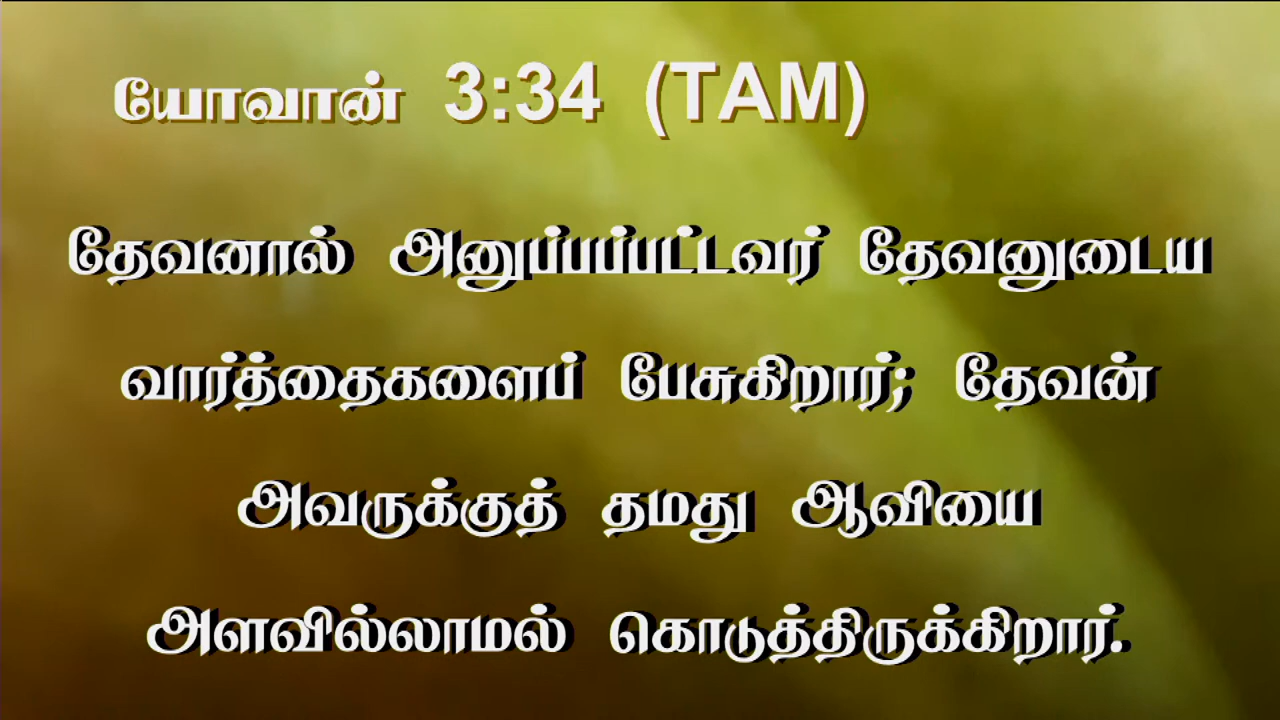 யோவான் 3:34 (TAM)
தேவனால் அனுப்பப்பட்டவர் தேவனுடைய
வார்த்தைகளைப் பேசுகிறார்; தேவன்
அவருக்குத் தமது ஆவியை
அளவில்லாமல் கொடுத்திருக்கிறார்.